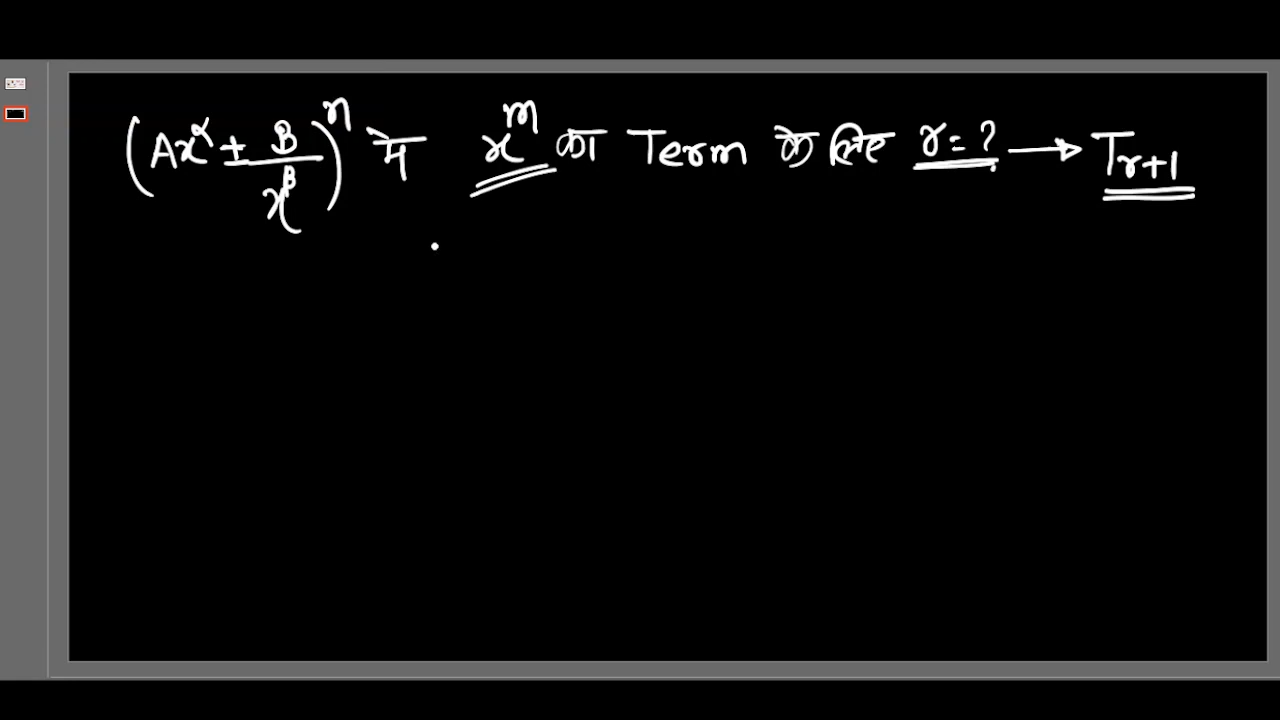 (Ax^α ± B/x^β)^n में x^m का Term के लिए r = ? → T_{r+1}